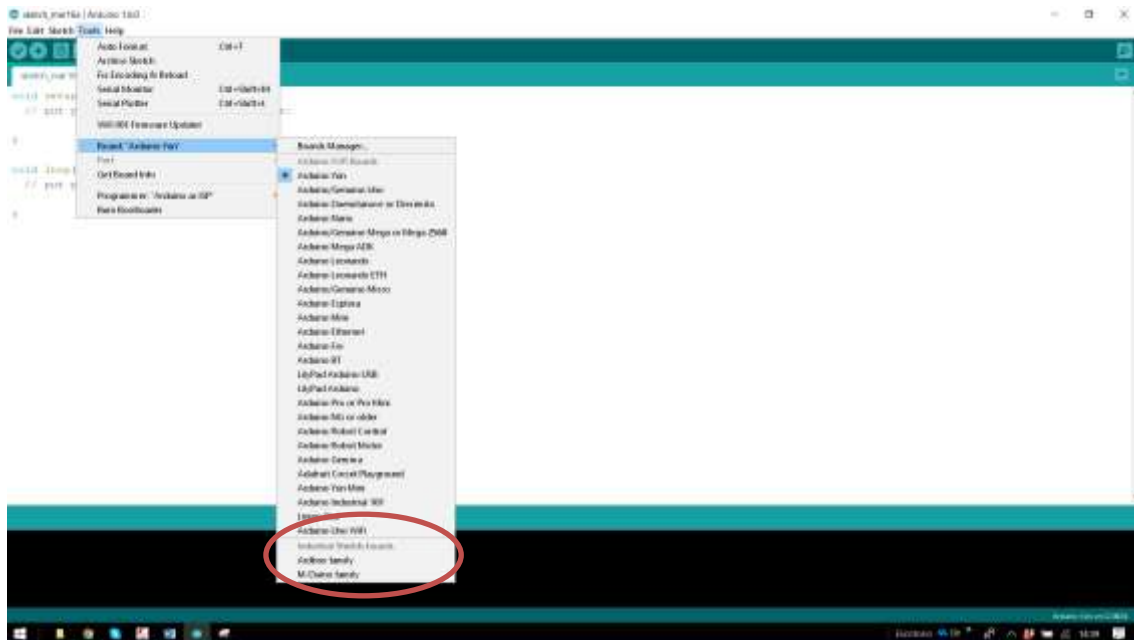 File Edit Sketch Tools Help
Auto Format Ctrl+T
Archive Sketch
Fix Encoding & Reload
Serial Monitor Ctrl+Shift+M
Serial Plotter Ctrl+Shift+L
WiFi101 Firmware Updater
Board: "Arduino Yún"
Port
Get Board Info
Programmer: "Arduino as ISP"
Burn Bootloader
void setup
// put
}
void loop
// put
}
Boards Manager...
Arduino AVR Boards
Arduino Yún
Arduino/Genuino Uno
Arduino Duemilanove or Diecimila
Arduino Nano
Arduino/Genuino Mega or Mega 2560
Arduino Mega ADK
Arduino Leonardo
Arduino Leonardo ETH
Arduino/Genuino Micro
Arduino Esplora
Arduino Mini
Arduino Ethernet
Arduino Fio
Arduino BT
LilyPad Arduino USB
LilyPad Arduino
Arduino Pro or Pro Mini
Arduino NG or older
Arduino Robot Control
Arduino Robot Motor
Arduino Gemma
Adafruit Circuit Playground
Arduino Yún Mini
Arduino Industrial 101
Arduino Uno WiFi
Industrial Shields boards
Ardbox family
M-Duino family